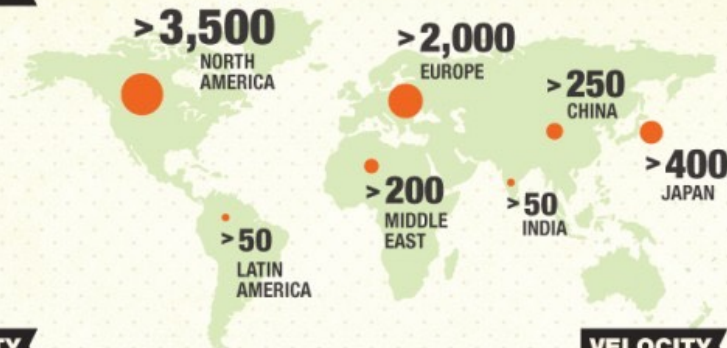 >3,500
NORTH
AMERICA
>2,000
EUROPE
>250
CHINA
>400
JAPAN
>200
MIDDLE
EAST
>50
INDIA
>50
LATIN
AMERICA
TY
VELOCITY